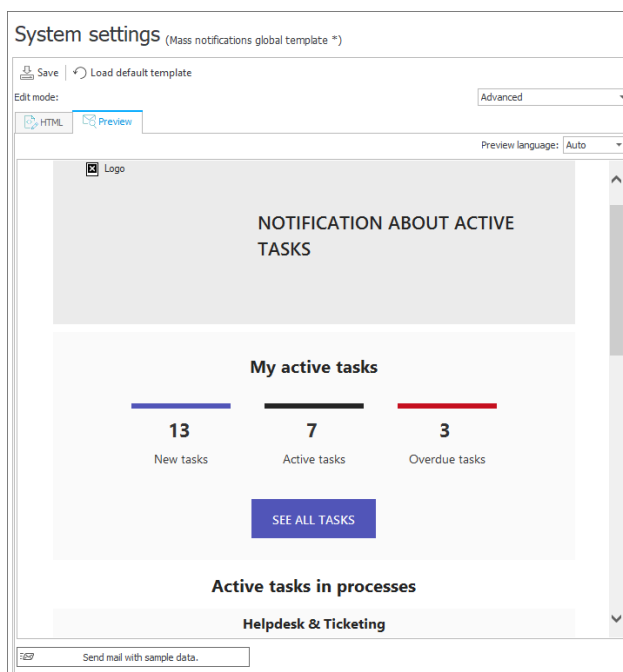 System settings (Mass notifications global template *)
Save Load default template
Edit mode: Advanced
HTML Preview
Preview language: Auto
Logo
NOTIFICATION ABOUT ACTIVE
TASKS
My active tasks
13 7 3
New tasks Active tasks Overdue tasks
SEE ALL TASKS
Active tasks in processes
Helpdesk & Ticketing
Send mail with sample data.